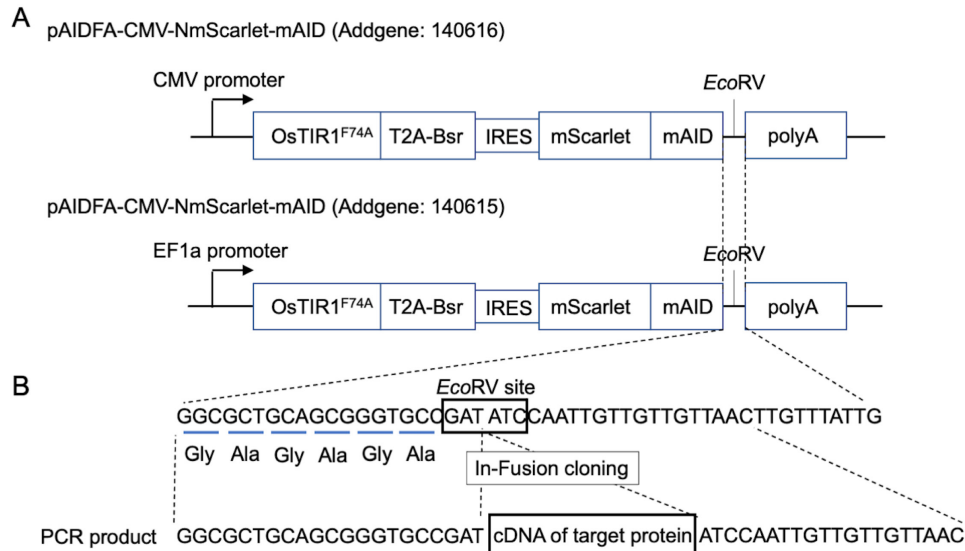 A
pAIDFA-CMV-NmScarlet-mAID (Addgene: 140616)
CMV promoter
EcoRV
OsTIR1F74A T2A-Bsr IRES mScarlet mAID polyA
pAIDFA-CMV-NmScarlet-mAID (Addgene: 140615)
EF1a promoter
EcoRV
OsTIR1F74A T2A-Bsr IRES mScarlet mAID polyA
B
EcoRV site
GGCGCTGCAGCGGGTGCCGAT ATCCAATTGTTGTTGTTAACTTGTTTATTG
Gly Ala Gly Ala Gly Ala
In-Fusion cloning
PCR product GGCGCTGCAGCGGGTGCCGAT cDNA of target protein ATCCAATTGTTGTTGTTAAC